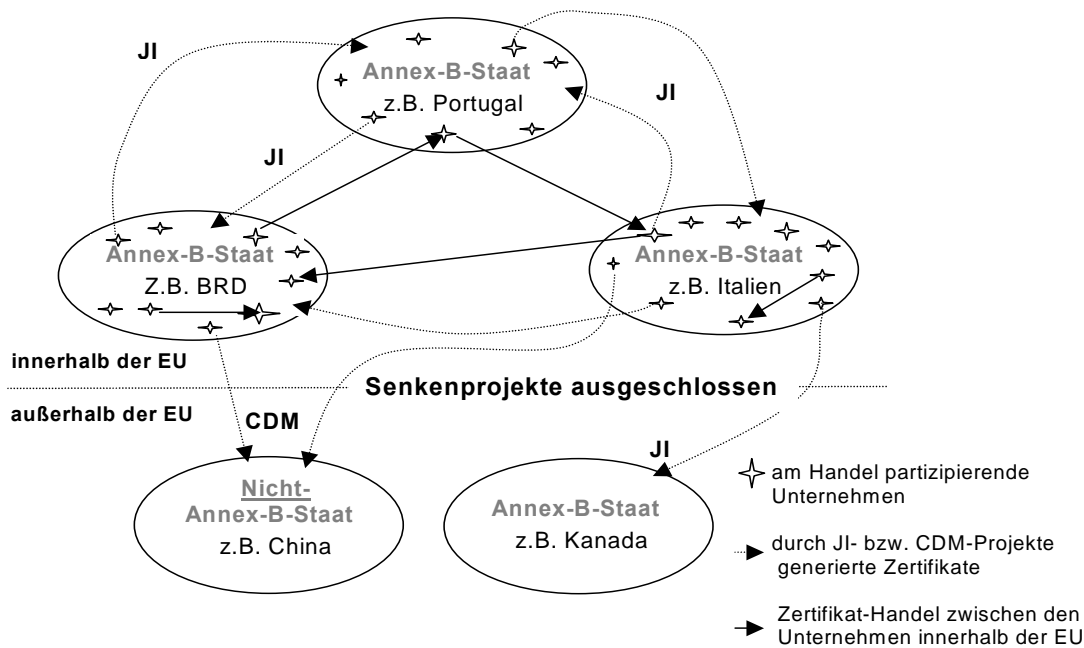 JI
Annex-B-Staat
z.B. Portugal
JI
JI
Annex-B-Staat
Z.B. BRD
Annex-B-Staat
z.B. Italien
innerhalb der EU
Senkenprojekte ausgeschlossen
außerhalb der EU
CDM
JI
Nicht-
Annex-B-Staat
z.B. China
Annex-B-Staat
z.B. Kanada
am Handel partizipierende
Unternehmen
durch JI- bzw. CDM-Projekte
generierte Zertifikate
Zertifikat-Handel zwischen den
Unternehmen innerhalb der EU